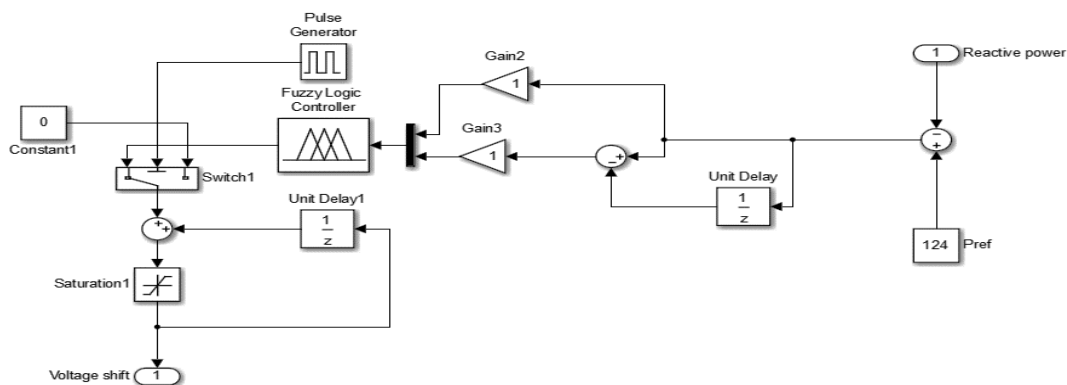 Pulse
Generator
1
Reactive power
Gain2
1
Fuzzy Logic
Controller
0
Constant1
Gain3
1
Switch1
Unit Delay
1
z
Unit Delay1
1
z
124
Pref
Saturation1
Voltage shift
1